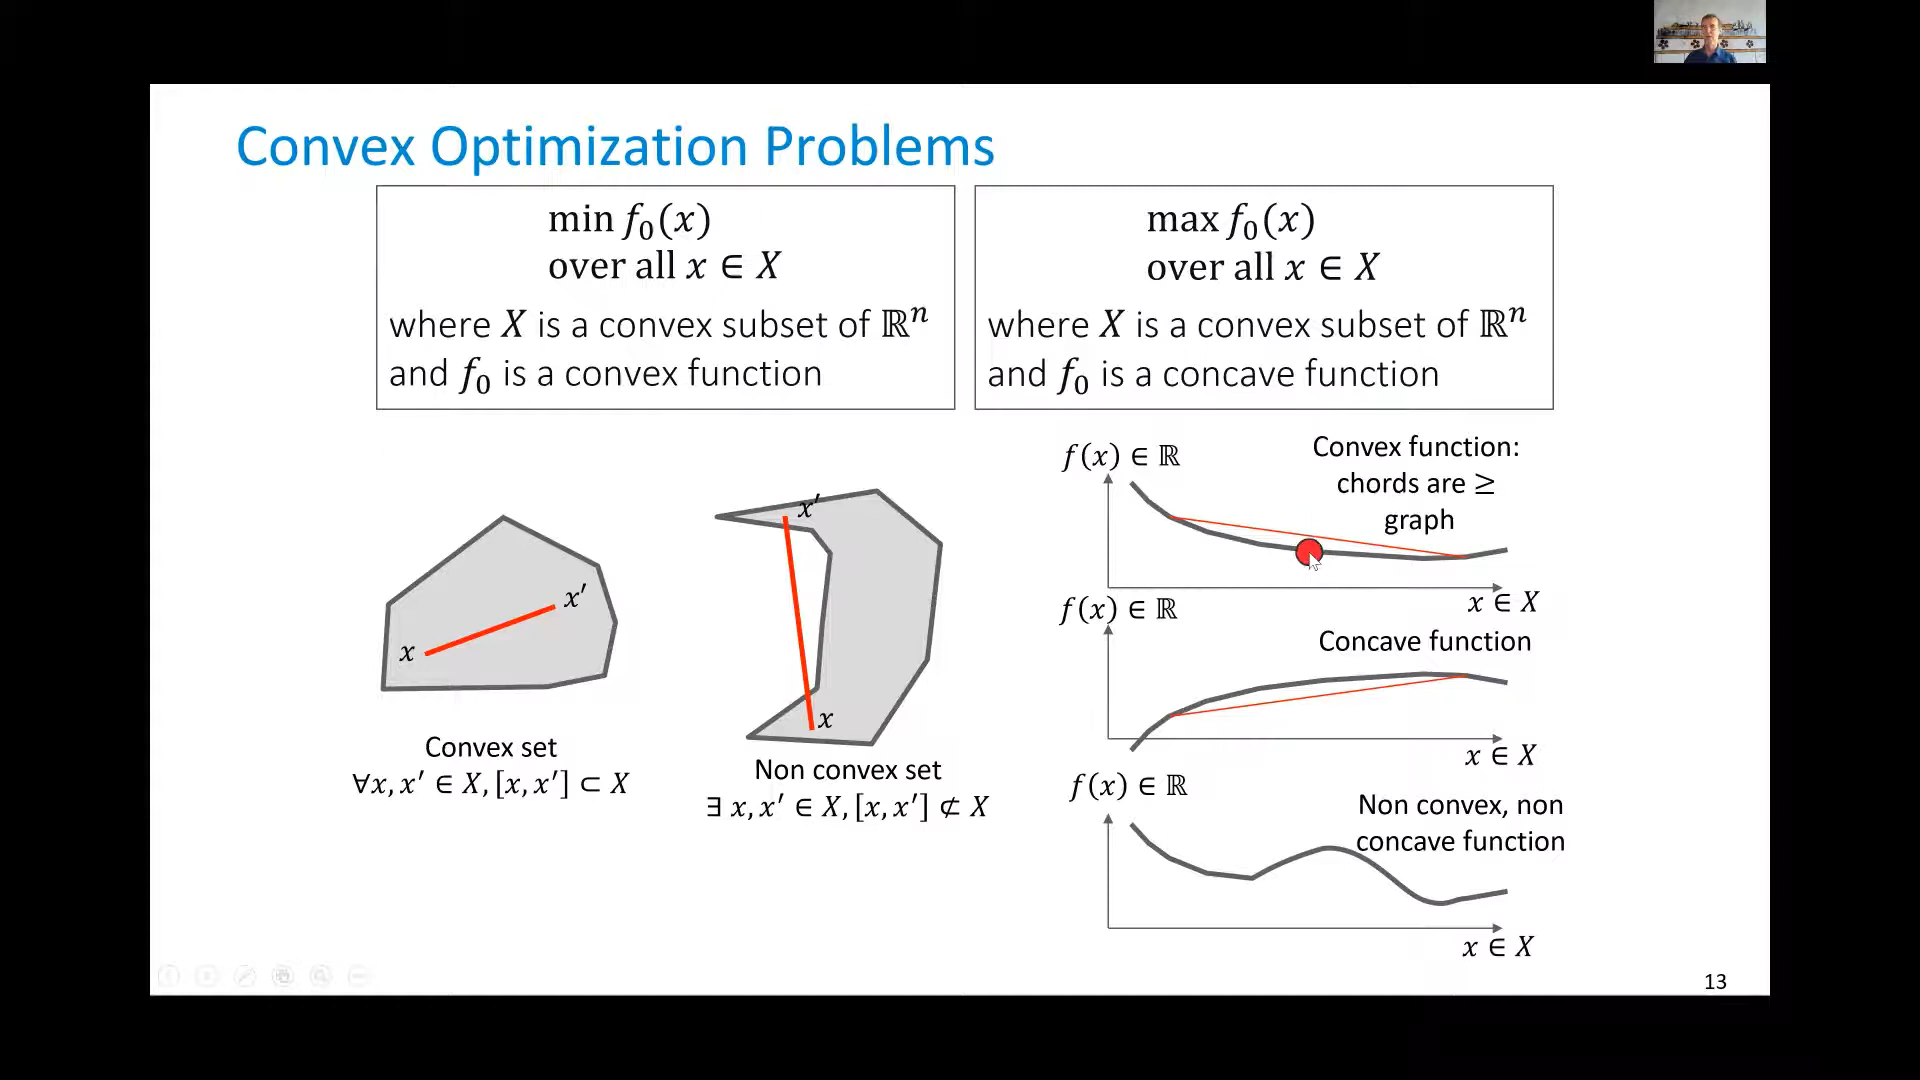 Convex Optimization Problems
min f₀(x)
over all x ∈ X
where X is a convex subset of ℝⁿ
and f₀ is a convex function
max f₀(x)
over all x ∈ X
where X is a convex subset of ℝⁿ
and f₀ is a concave function
x
x′
Convex set
∀x, x′ ∈ X, [x, x′] ⊂ X
x′
x
Non convex set
∃ x, x′ ∈ X, [x, x′] ⊄ X
f(x) ∈ ℝ
Convex function:
chords are ≥
graph
x ∈ X
f(x) ∈ ℝ
Concave function
x ∈ X
f(x) ∈ ℝ
Non convex, non
concave function
x ∈ X
13